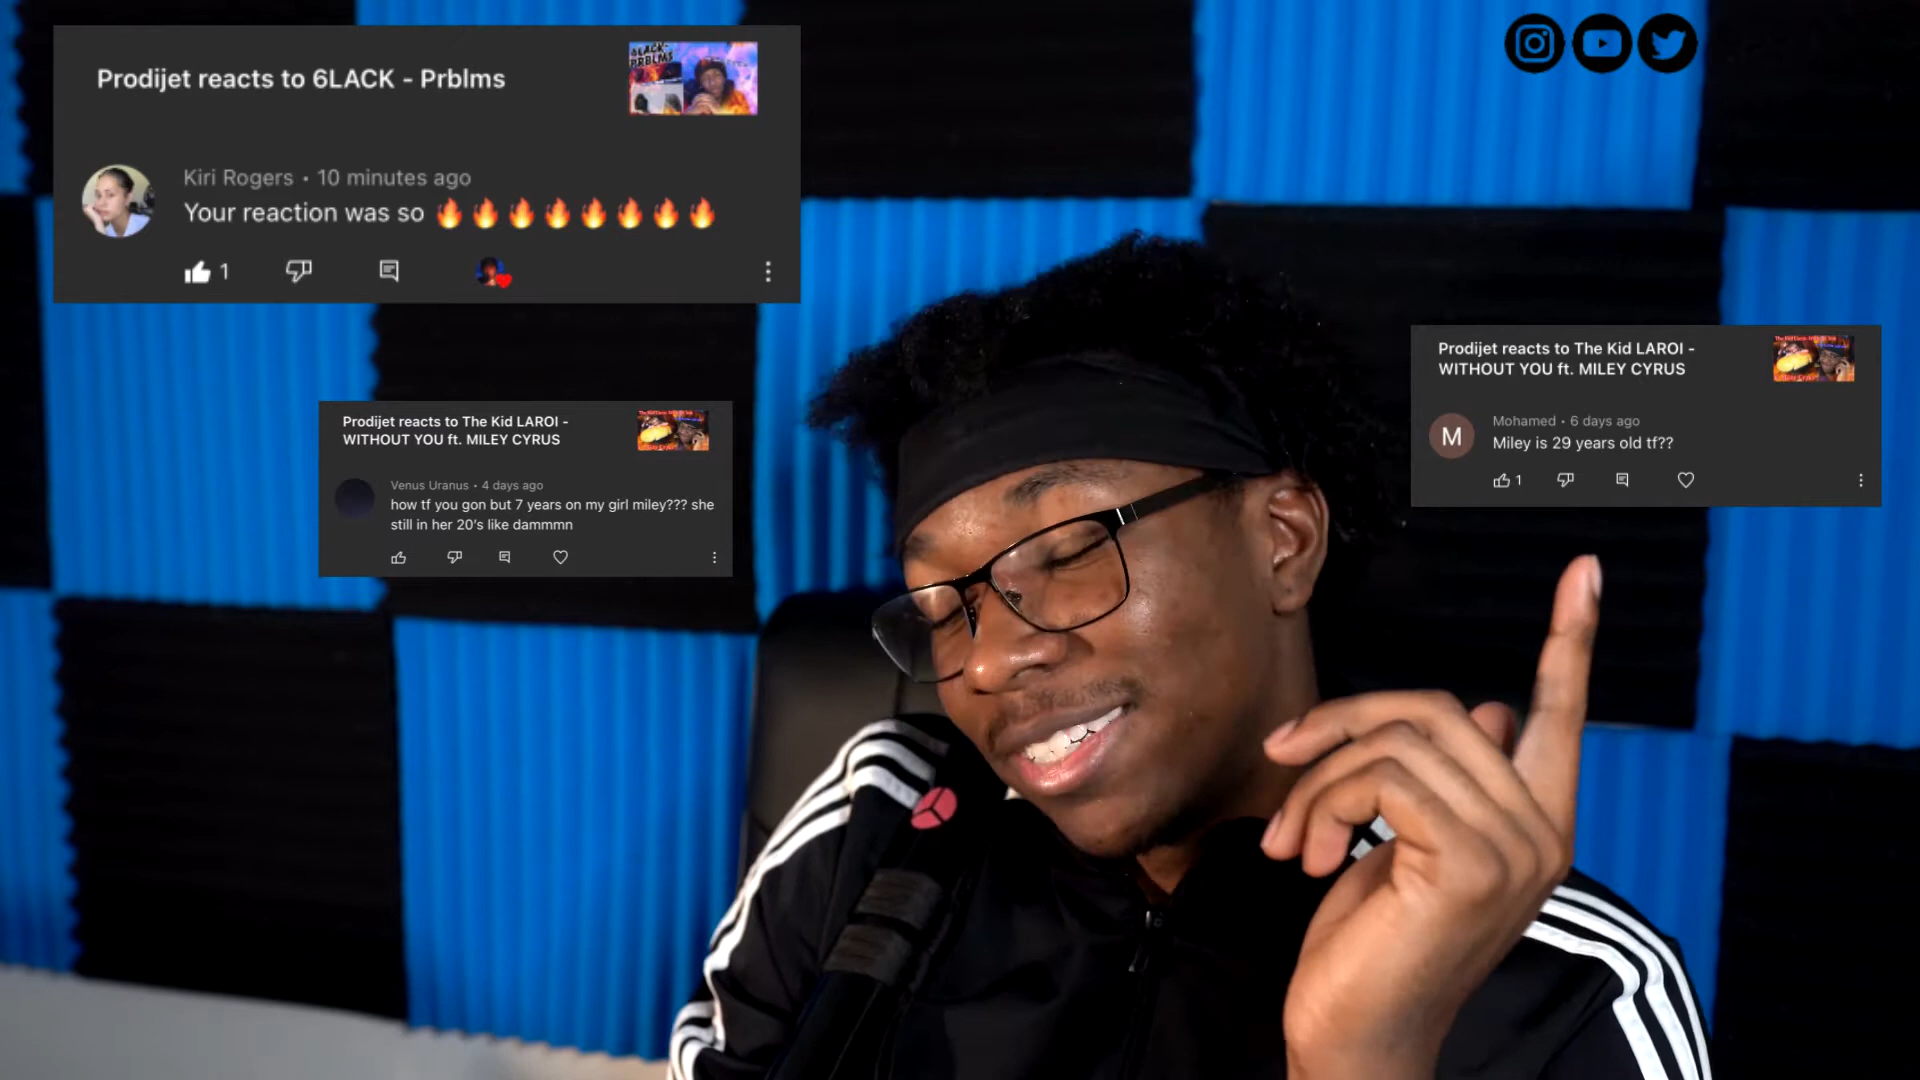 Prodijet reacts to 6LACK - Prblms
6LACK-
PRBLMS
Kiri Rogers • 10 minutes ago
Your reaction was so 🔥🔥🔥🔥🔥🔥🔥🔥
1
Prodijet reacts to The Kid LAROI -
WITHOUT YOU ft. MILEY CYRUS
Venus Uranus • 4 days ago
how tf you gon but 7 years on my girl miley??? she
still in her 20's like dammmn
Prodijet reacts to The Kid LAROI -
WITHOUT YOU ft. MILEY CYRUS
M
Mohamed • 6 days ago
Miley is 29 years old tf??
1